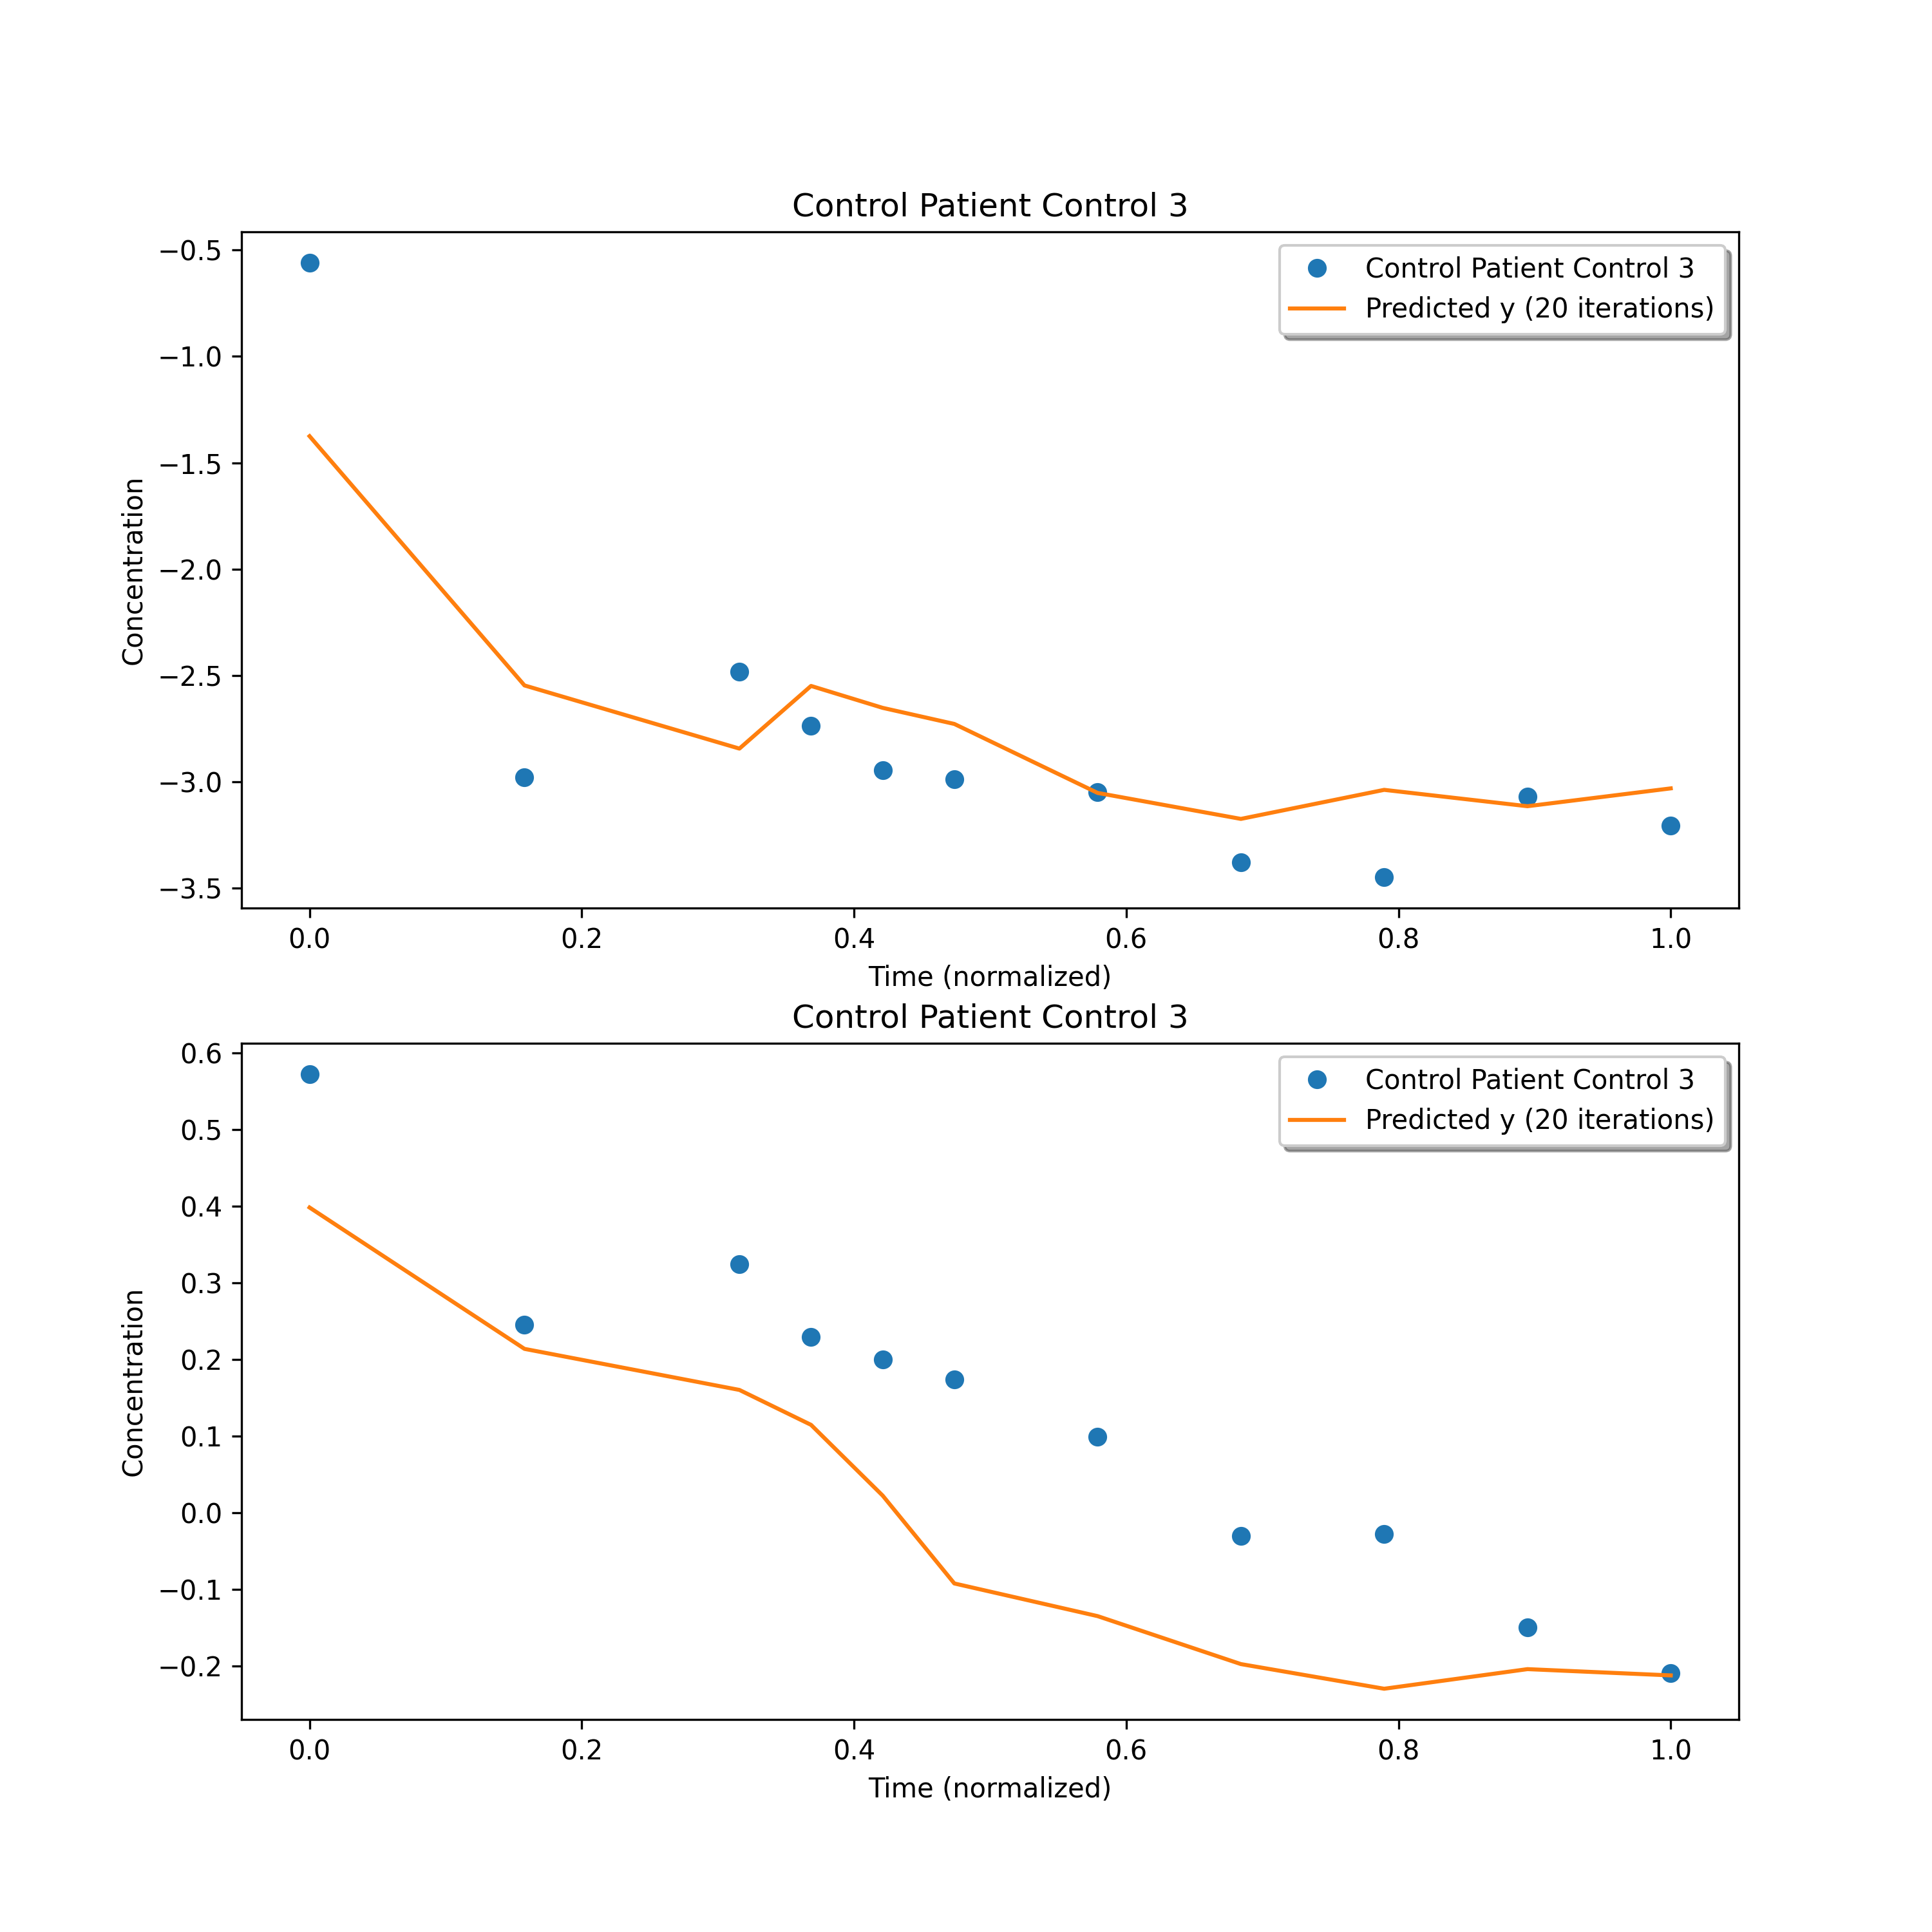 Control Patient Control 3
Control Patient Control 3
Predicted y (20 iterations)
−0.5
−1.0
−1.5
−2.0
−2.5
−3.0
−3.5
Concentration
0.0 0.2 0.4 0.6 0.8 1.0
Time (normalized)
Control Patient Control 3
Control Patient Control 3
Predicted y (20 iterations)
0.6
0.5
0.4
0.3
0.2
0.1
0.0
−0.1
−0.2
Concentration
0.0 0.2 0.4 0.6 0.8 1.0
Time (normalized)